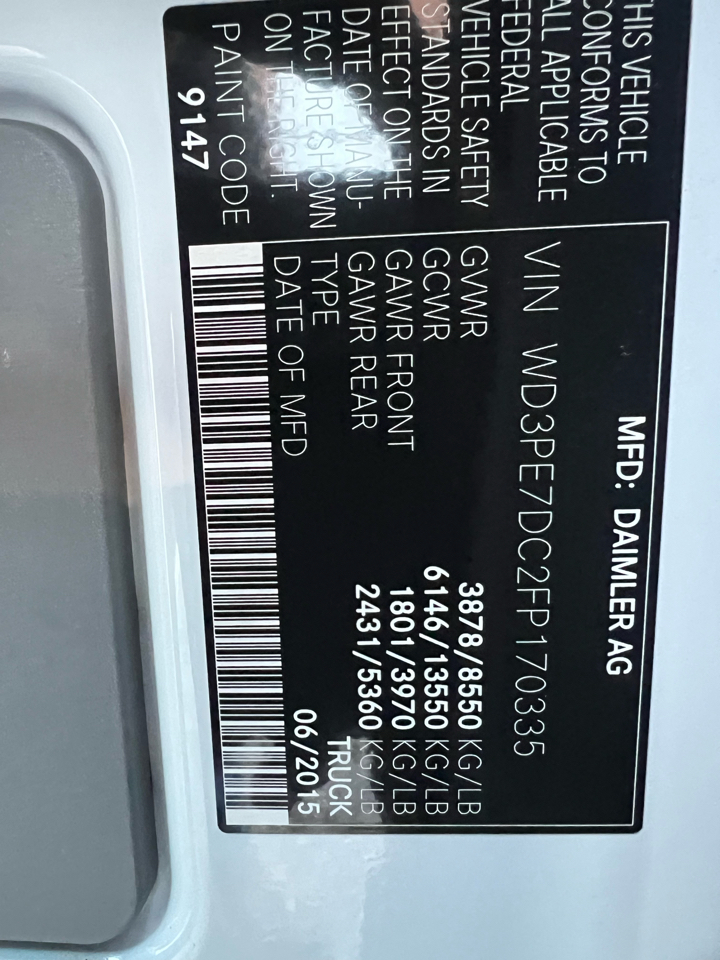 MFD: DAIMLER AG
THIS VEHICLE
CONFORMS TO
ALL APPLICABLE
FEDERAL
VEHICLE SAFETY
STANDARDS IN
EFFECT ON THE
DATE OF MANU-
FACTURE SHOWN
ON THE RIGHT.
PAINT CODE
9147
VIN WD3PE7DC2FP170335
GVWR 3878/8550 KG/LB
GCWR 6146/13550 KG/LB
GAWR FRONT 1801/3970 KG/LB
GAWR REAR 2431/5360 KG/LB
TYPE TRUCK
DATE OF MFD 06/2015